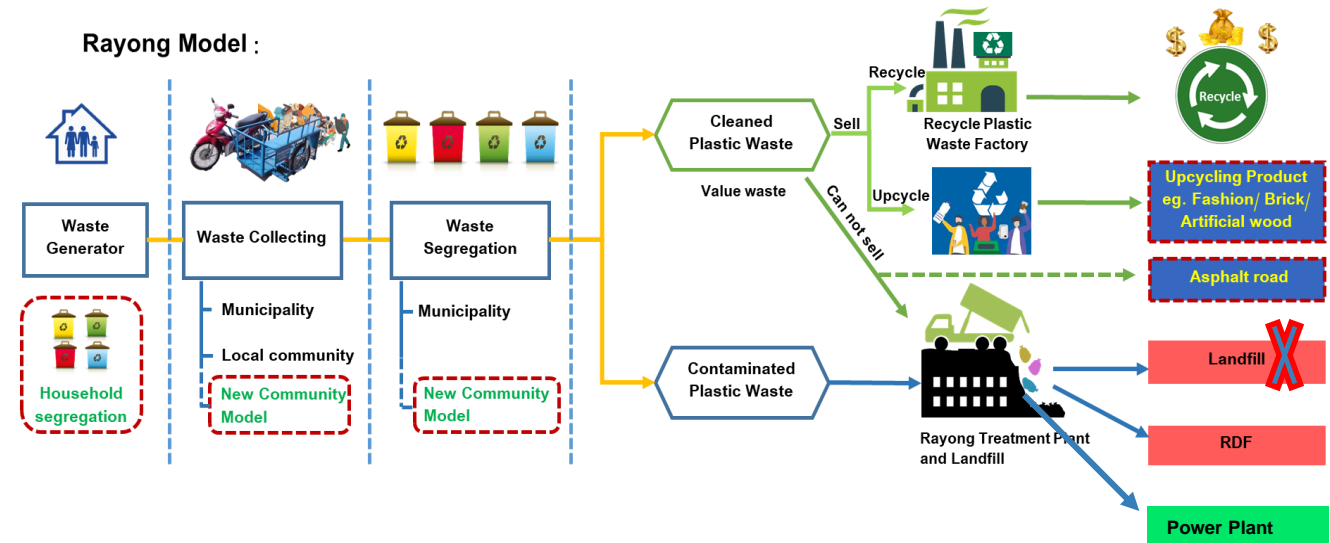 Rayong Model :
Waste
Generator
Household
segregation
Waste Collecting
Municipality
Local community
New Community
Model
Waste
Segregation
Municipality
New Community
Model
Cleaned
Plastic Waste
Value waste
Sell
Recycle
Recycle Plastic
Waste Factory
Recycle
Upcycle
Upcycling Product
eg. Fashion/ Brick/
Artificial wood
Can not sell
Asphalt road
Contaminated
Plastic Waste
Rayong Treatment Plant
and Landfill
Landfill
RDF
Power Plant